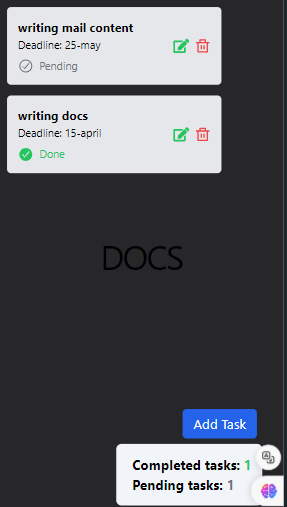 writing mail content
Deadline: 25-may
Pending
writing docs
Deadline: 15-april
Done
DOCS
Add Task
Completed tasks: 1
Pending tasks: 1